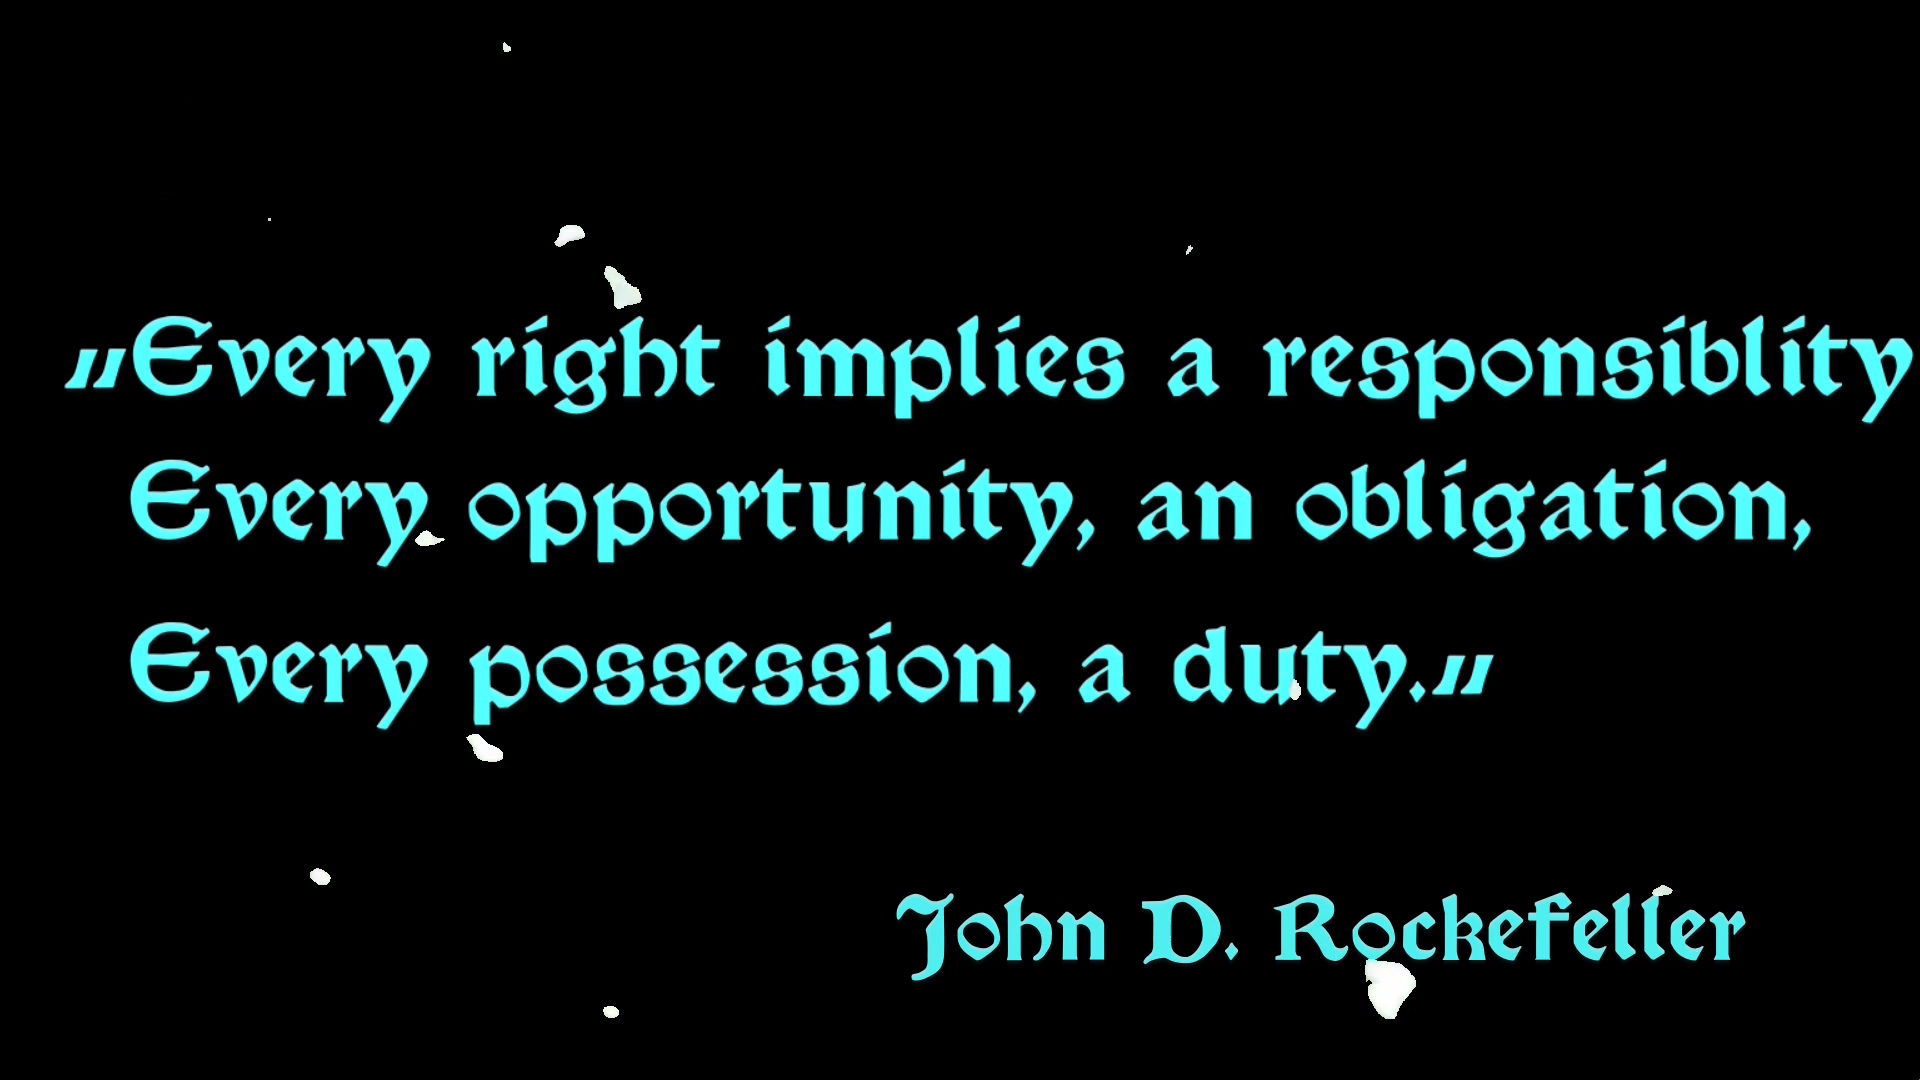 "Every right implies a responsiblity
Every opportunity, an obligation,
Every possession, a duty."
John D. Rockefeller